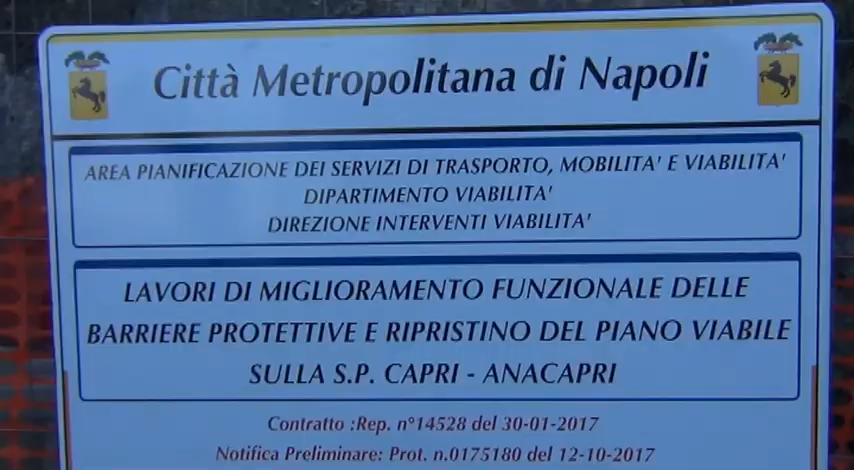 Città Metropolitana di Napoli
AREA PIANIFICAZIONE DEI SERVIZI DI TRASPORTO, MOBILITA' E VIABILITA'
DIPARTIMENTO VIABILITA'
DIREZIONE INTERVENTI VIABILITA'
LAVORI DI MIGLIORAMENTO FUNZIONALE DELLE
BARRIERE PROTETTIVE E RIPRISTINO DEL PIANO VIABILE
SULLA S.P. CAPRI - ANACAPRI
Contratto :Rep. n°14528 del 30-01-2017
Notifica Preliminare: Prot. n.0175180 del 12-10-2017